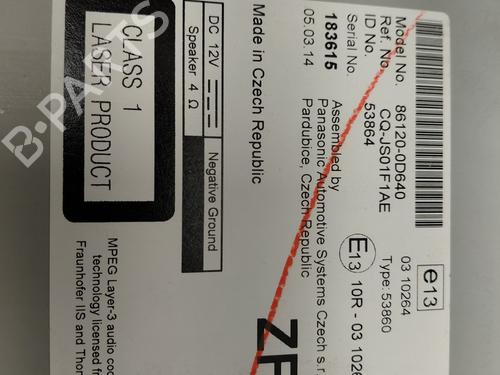 Model No. 86120-0D640
Ref. No. CQ-JS01F1AE
ID No. 53864
Serial No.
183615
05.03.14
Made in Czech Republic
Assembled by
Panasonic Automotive Systems Czech s.r.
Pardubice, Czech Republic
e13
03 10264
Type: 53860
E13 10R - 03 1026
DC 12V
Speaker 4 Ω
Negative Ground
CLASS 1
LASER PRODUCT
MPEG Layer-3 audio cod
technology licensed fro
Fraunhofer IIS and Thom
B-PARTS